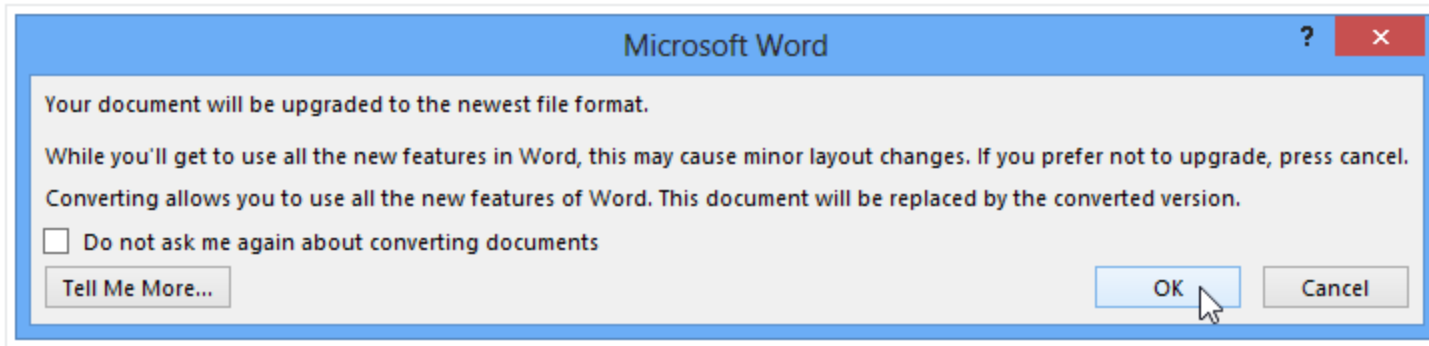 Microsoft Word
?
Your document will be upgraded to the newest file format.
While you'll get to use all the new features in Word, this may cause minor layout changes. If you prefer not to upgrade, press cancel.
Converting allows you to use all the new features of Word. This document will be replaced by the converted version.
Do not ask me again about converting documents
Tell Me More... OK Cancel